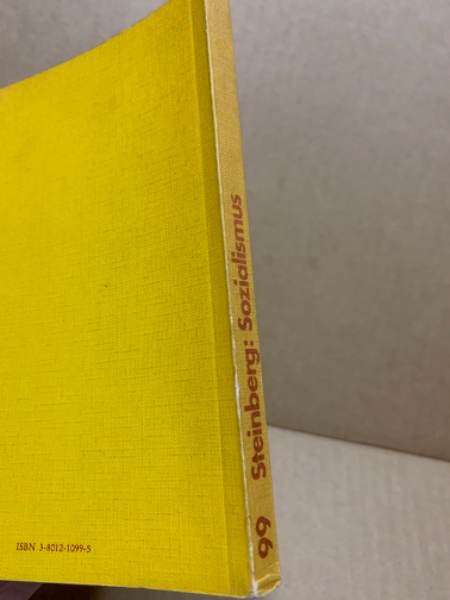 99 Steinberg: Sozialismus
ISBN 3-8012-1099-5